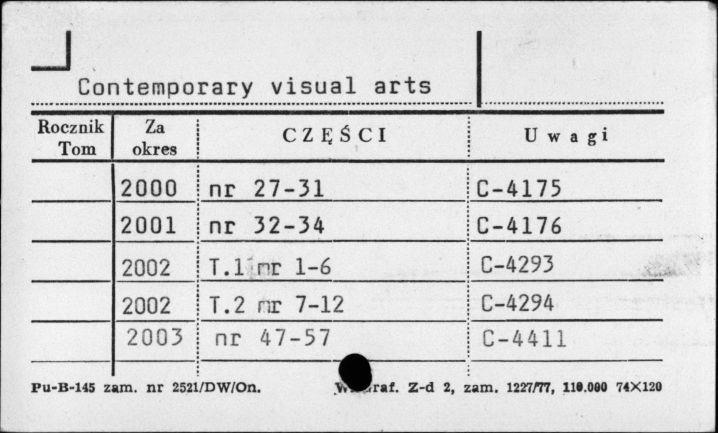 Contemporary visual arts
Rocznik Tom Za okres CZĘŚCI Uwagi
2000 nr 27-31 C-4175
2001 nr 32-34 C-4176
2002 T.1 nr 1-6 C-4293
2002 T.2 nr 7-12 C-4294
2003 nr 47-57 C-4411
Pu-B-145 zam. nr 2521/DW/On. Z-d 2, zam. 1227/77, 110.000 74×120